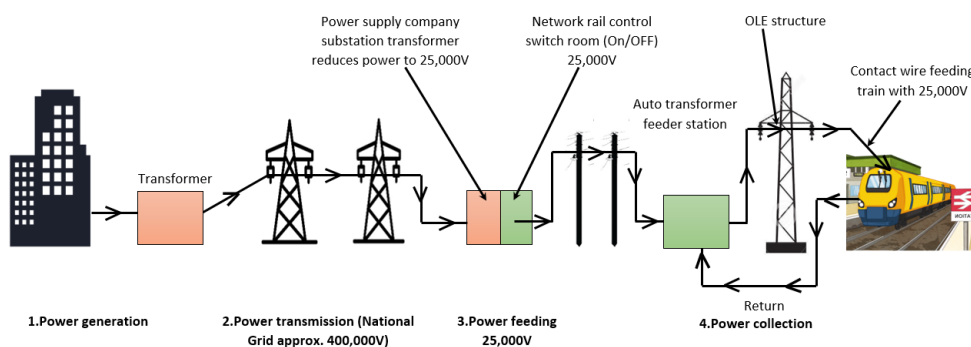 Power supply company
substation transformer
reduces power to 25,000V
Network rail control
switch room (On/OFF)
25,000V
OLE structure
Contact wire feeding
train with 25,000V
Auto transformer
feeder station
Transformer
Return
1.Power generation
2.Power transmission (National
Grid approx. 400,000V)
3.Power feeding
25,000V
4.Power collection